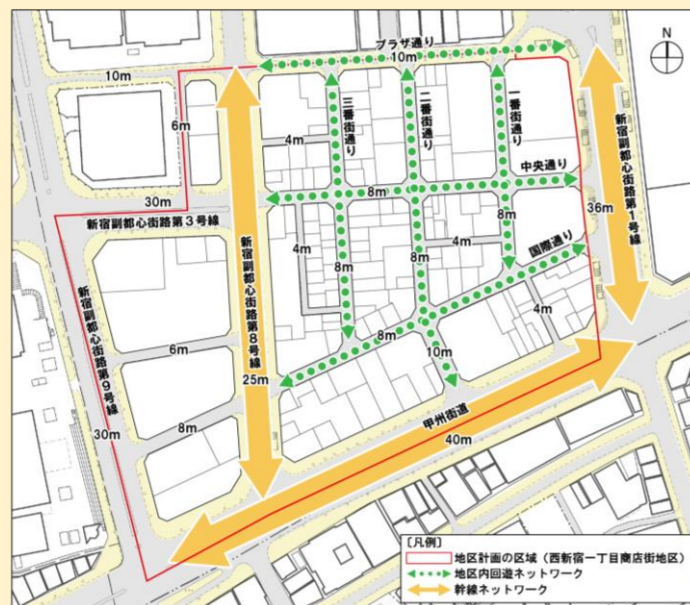 N
プラザ通り
10m
10m
6m
三番街通り
二番街通り
一番街通り
4m
新宿副都心街路第1号線
中央通り
30m
8m
36m
新宿副都心街路第3号線
8m
国際通り
4m
4m
8m
8m
新宿副都心街路第8号線
新宿副都心街路第9号線
4m
6m
8m
10m
25m
30m
8m
甲州街道
40m
［凡例］
地区計画の区域（西新宿一丁目商店街地区）
地区内回遊ネットワーク
幹線ネットワーク